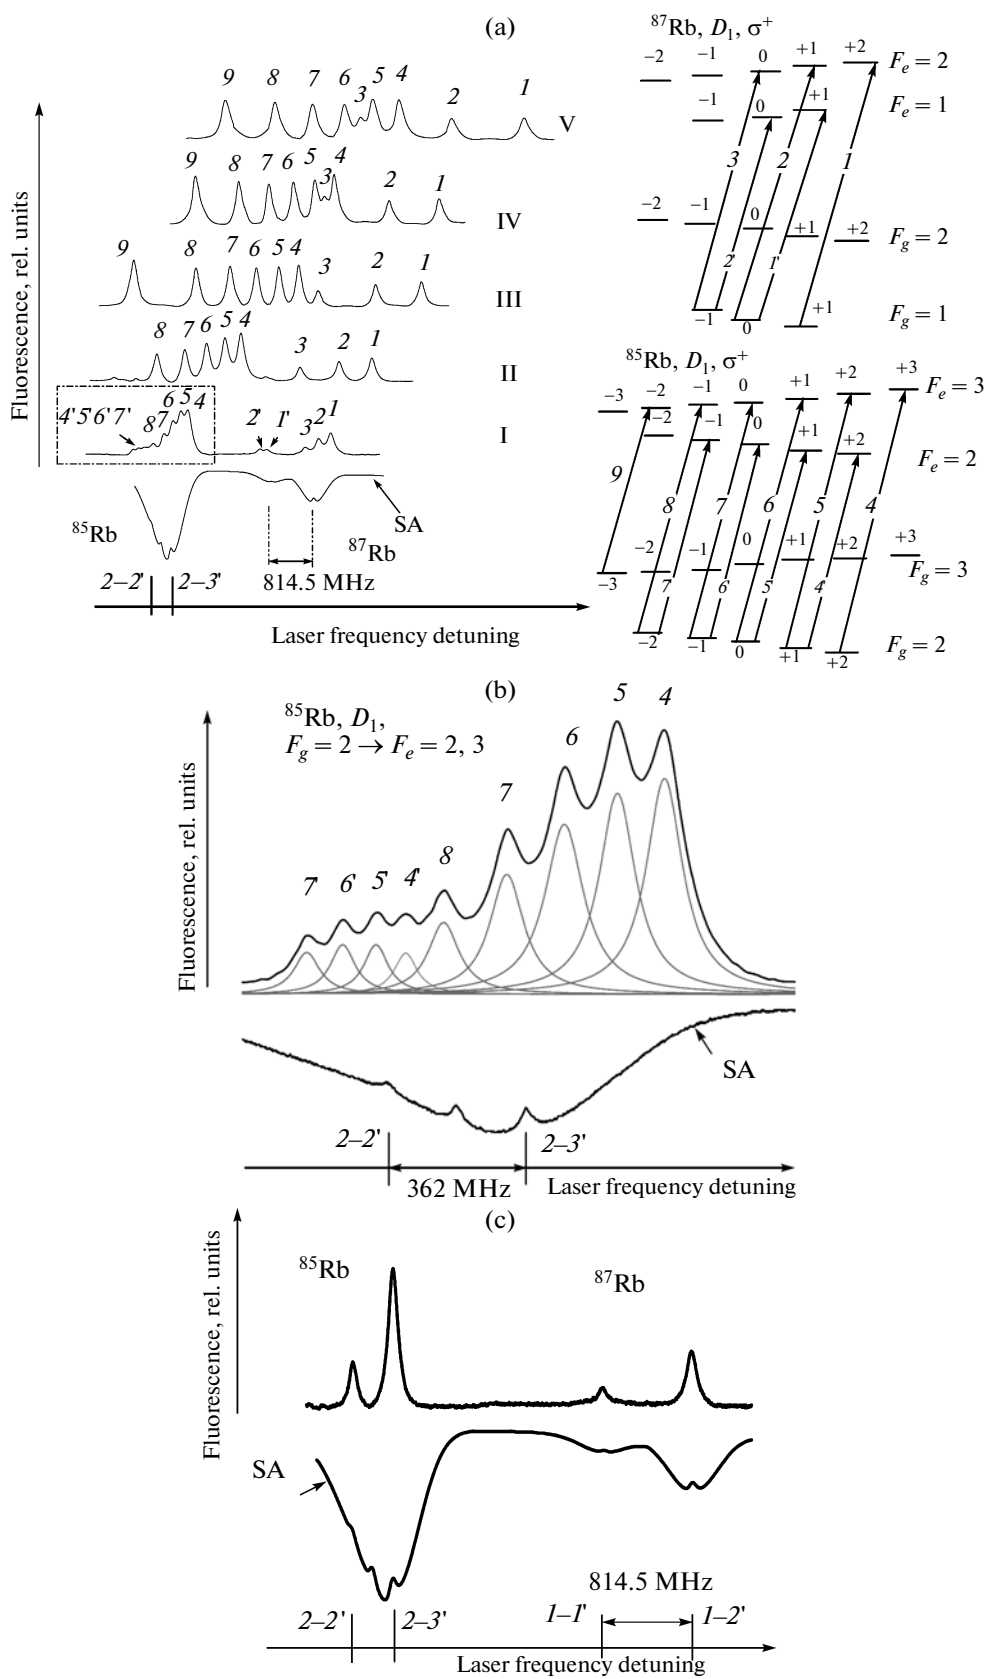 (a)
Fluorescence, rel. units
9 8 7 6 3 5 4 2 1 V
9 8 7 6 5 3 4 2 1 IV
9 8 7 6 5 4 3 2 1 III
8 7 6 5 4 3 2 1 II
4' 5' 6' 7' 8 7 6 5 4 2' 1' 3 2 1 I
SA
⁸⁵Rb
⁸⁷Rb
814.5 MHz
2–2' 2–3'
Laser frequency detuning
⁸⁷Rb, D₁, σ⁺
−2 −1 0 +1 +2 Fₑ = 2
−1 0 +1 Fₑ = 1
3 2 1
−2 −1 0 +1 +2 F_g = 2
2' 1'
−1 0 +1 F_g = 1
⁸⁵Rb, D₁, σ⁺
−3 −2 −1 0 +1 +2 +3 Fₑ = 3
−2 −1 0 +1 +2 Fₑ = 2
9 8 7 6 5 4
−3 −2 −1 0 +1 +2 +3 F_g = 3
7' 6' 5' 4'
−2 −1 0 +1 +2 F_g = 2
(b)
⁸⁵Rb, D₁,
F_g = 2 → Fₑ = 2, 3
Fluorescence, rel. units
7' 6' 5' 4' 8 7 6 5 4
SA
2–2' 2–3'
362 MHz
Laser frequency detuning
(c)
Fluorescence, rel. units
⁸⁵Rb
⁸⁷Rb
SA
814.5 MHz
2–2' 2–3' 1–1' 1–2'
Laser frequency detuning